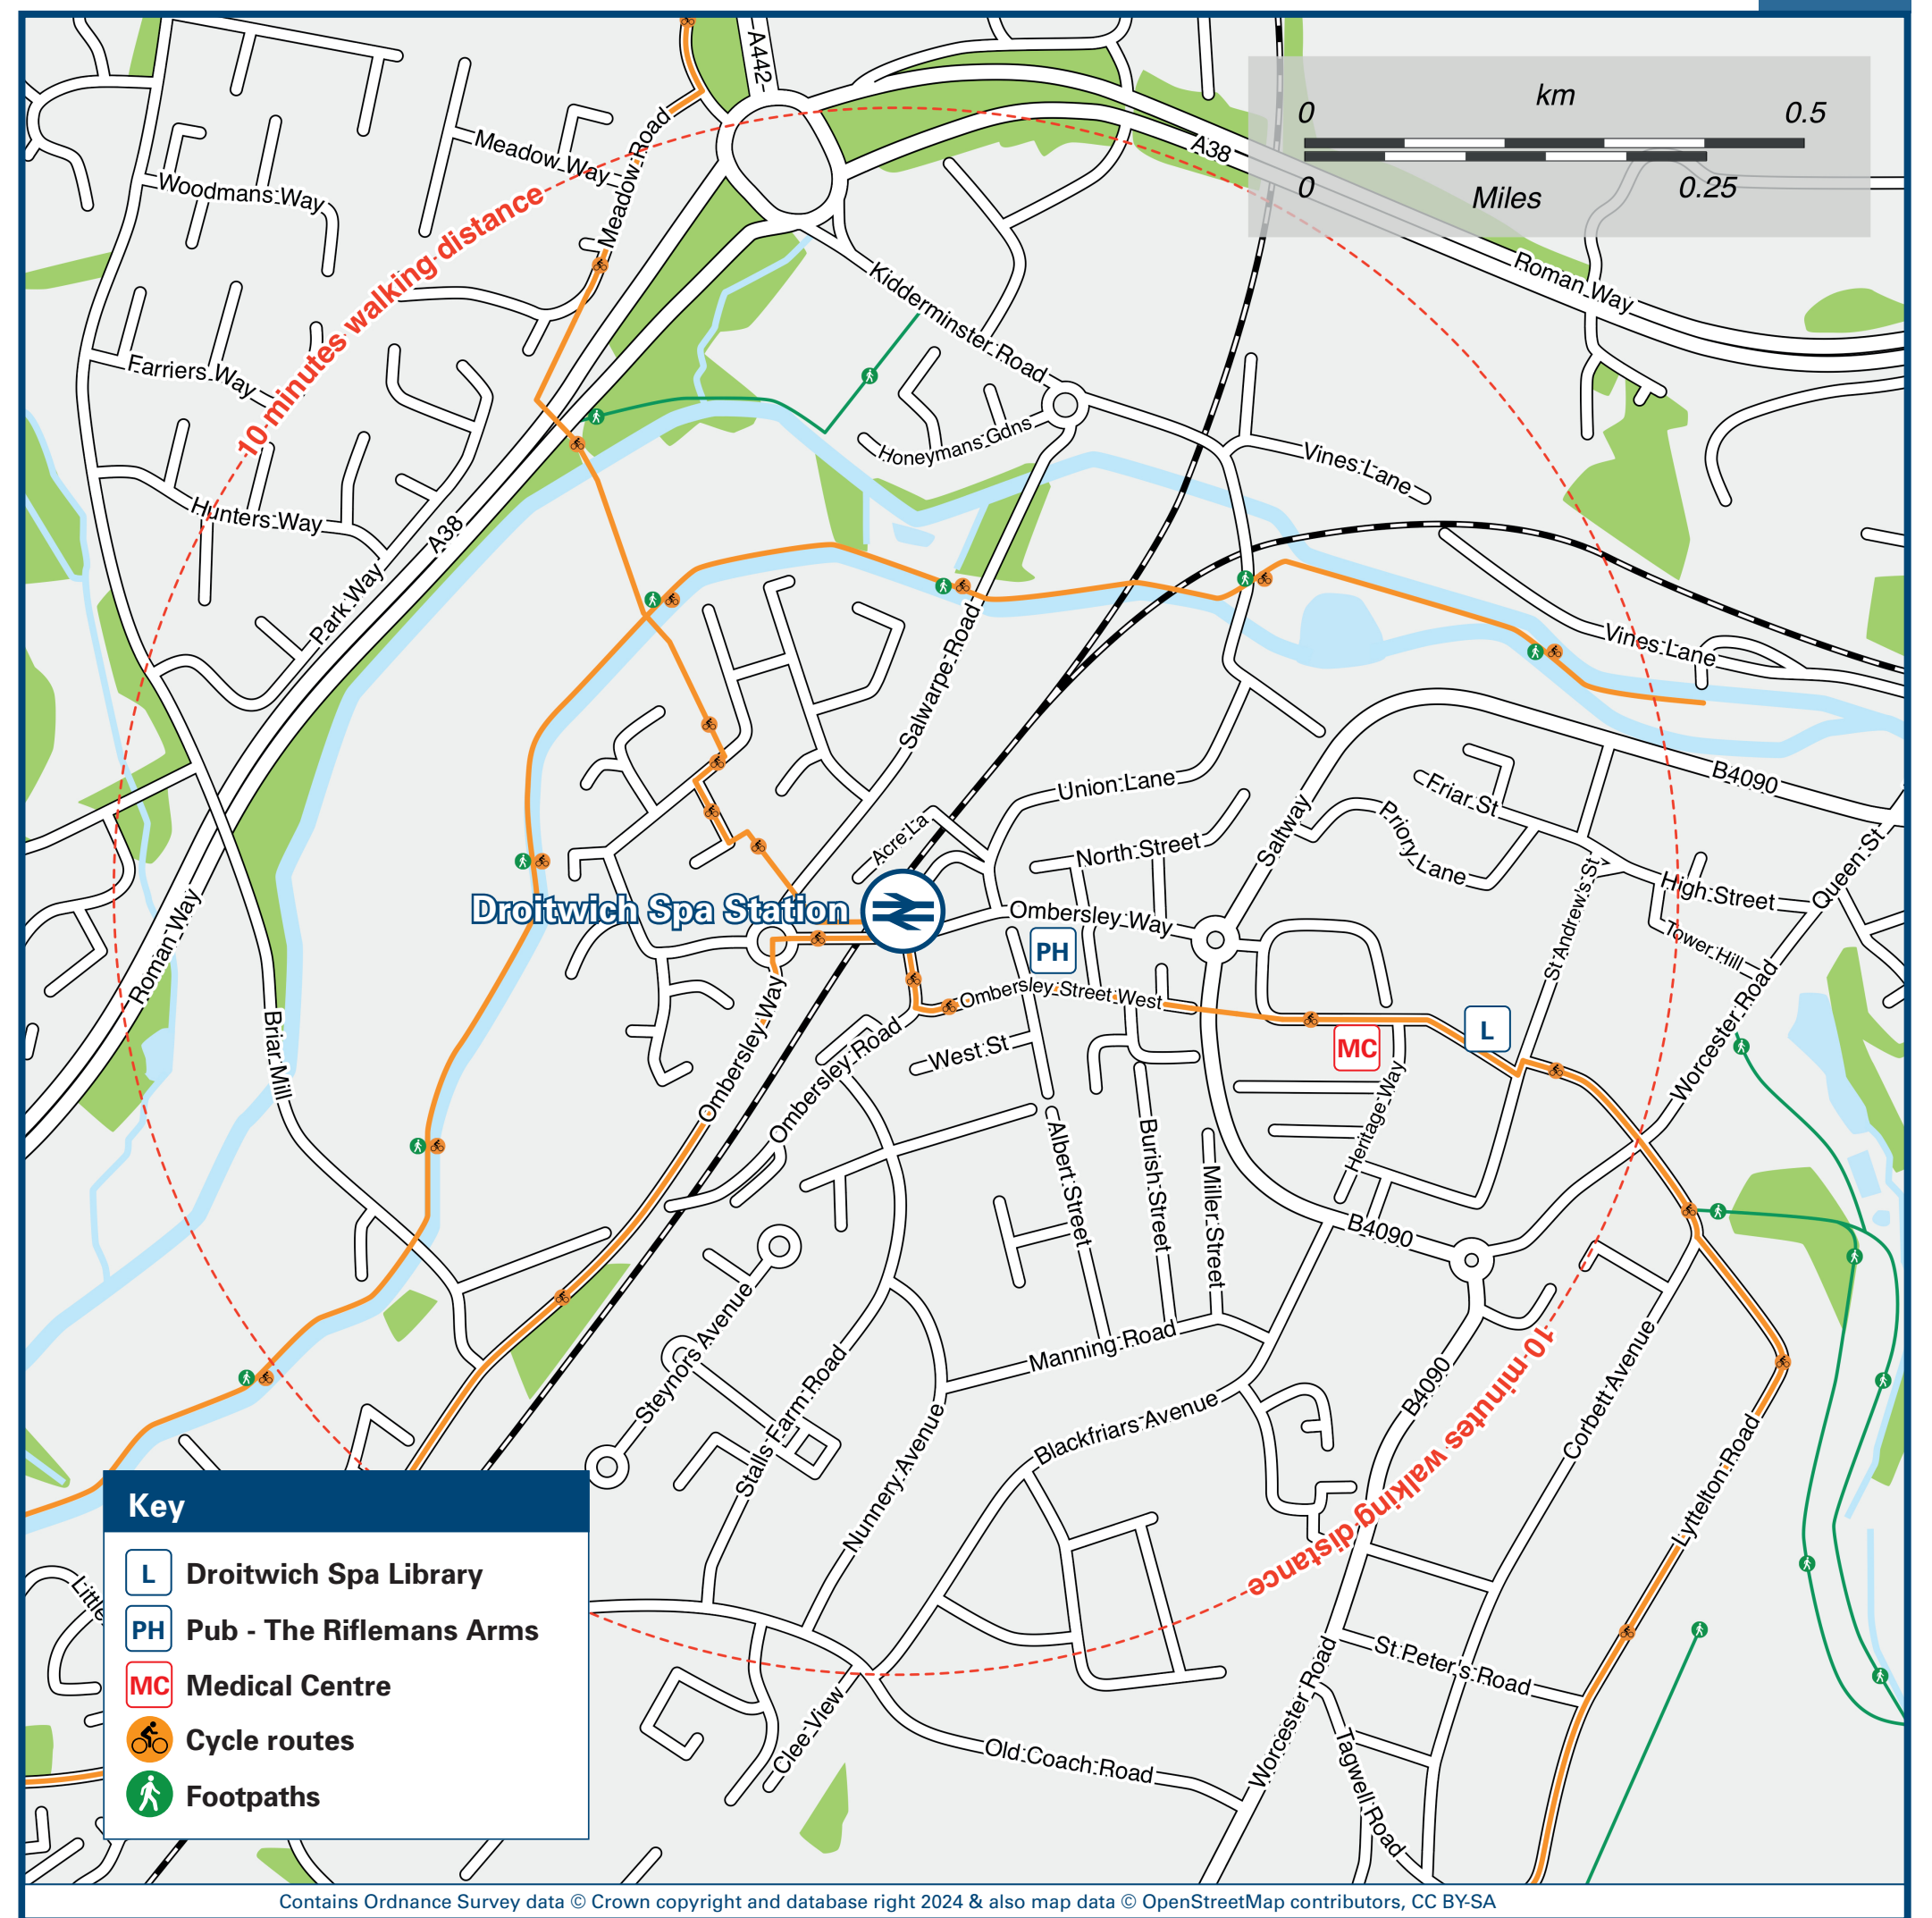 A442
km
0 0.5
0 0.25
Miles
A38
Meadow Way
Meadow Road
Woodmans Way
10 minutes walking distance
Roman Way
Kidderminster Road
Farriers Way
Honeymans Gdns
Vines Lane
Hunters Way
A38
Park Way
Vines Lane
Salwarpe Road
B4090
Union Lane
Friar St
Priory Lane
Saltway
Acre La
North Street
Queen St
High Street
St Andrew's St
Tower Hill
Droitwich Spa Station
Ombersley Way
PH
Roman Way
Ombersley Street West
L
MC
Worcester Road
Briar Mill
Ombersley Way
Ombersley Road
West St
Heritage Way
Albert Street
Burish Street
Miller Street
B4090
Steynors Avenue
Manning Road
Stalls Farm Road
Nunnery Avenue
Blackfriars Avenue
B4090
10 minutes walking distance
Corbett Avenue
Lyttelton Road
Little
St Peter's Road
Worcester Road
Clee View
Old Coach Road
Tagwell Road
Key
L Droitwich Spa Library
PH Pub - The Riflemans Arms
MC Medical Centre
Cycle routes
Footpaths
Contains Ordnance Survey data © Crown copyright and database right 2024 & also map data © OpenStreetMap contributors, CC BY-SA